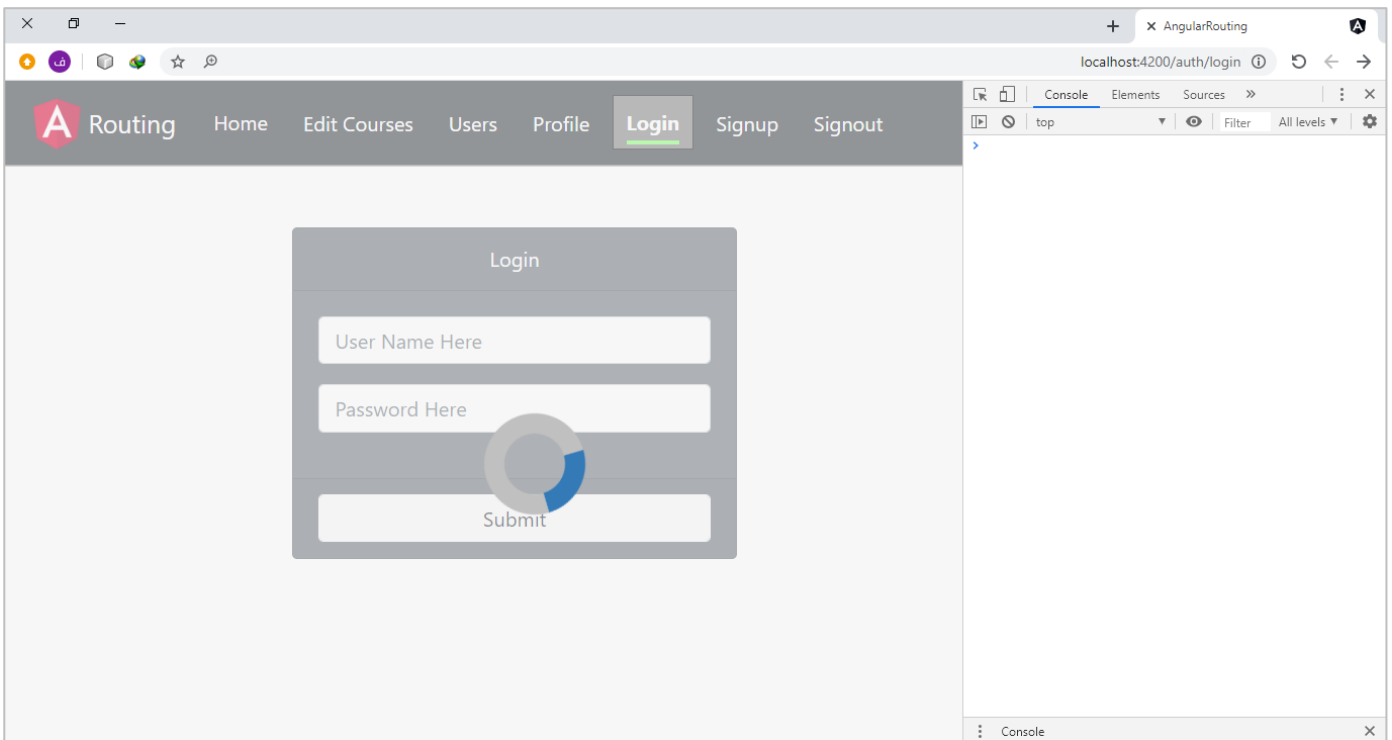 AngularRouting
ف
localhost:4200/auth/login
A Routing Home Edit Courses Users Profile Login Signup Signout
Console Elements Sources
top Filter All levels
Login
User Name Here
Password Here
Submit
Console